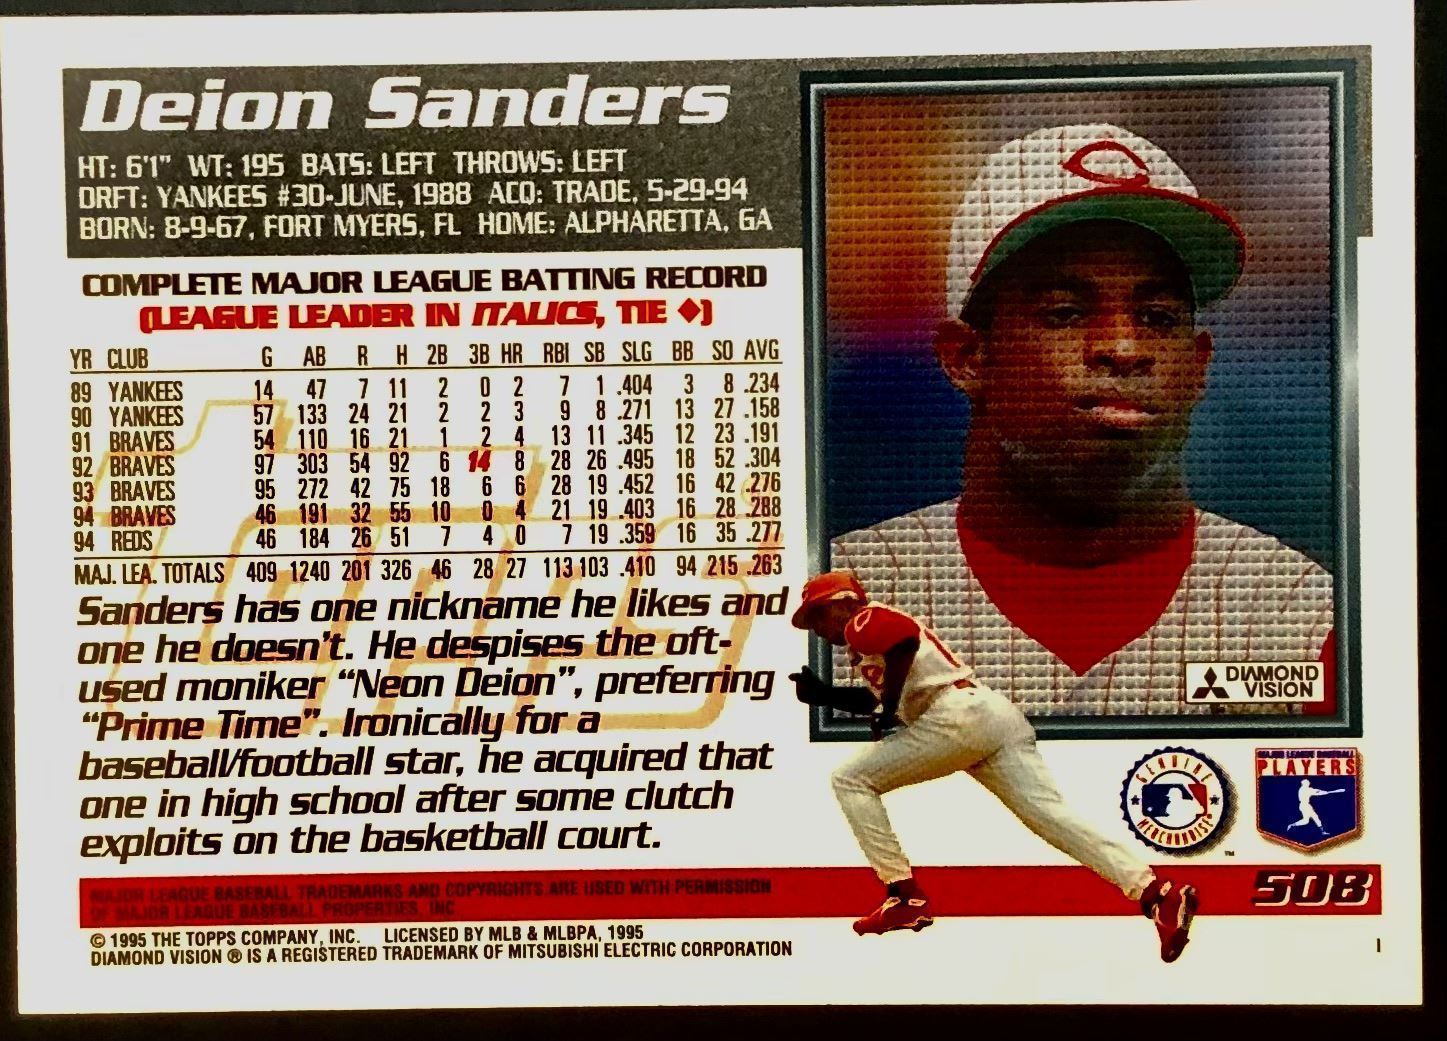 Deion Sanders
HT: 6'1" WT: 195 BATS: LEFT THROWS: LEFT
DRFT: YANKEES #30-JUNE, 1988 ACQ: TRADE, 5-29-94
BORN: 8-9-67, FORT MYERS, FL HOME: ALPHARETTA, GA
COMPLETE MAJOR LEAGUE BATTING RECORD
(LEAGUE LEADER IN ITALICS, TIE ♦)
YR CLUB G AB R H 2B 3B HR RBI SB SLG BB SO AVG
89 YANKEES 14 47 7 11 2 0 2 7 1 .404 3 8 .234
90 YANKEES 57 133 24 21 2 2 3 9 8 .271 13 27 .158
91 BRAVES 54 110 16 21 1 2 4 13 11 .345 12 23 .191
92 BRAVES 97 303 54 92 6 14 8 28 26 .495 18 52 .304
93 BRAVES 95 272 42 75 18 6 6 28 19 .452 16 42 .276
94 BRAVES 46 191 32 55 10 0 4 21 19 .403 16 28 .288
94 REDS 46 184 26 51 7 4 0 7 19 .359 16 35 .277
MAJ. LEA. TOTALS 409 1240 201 326 46 28 27 113 103 .410 94 215 .263
Sanders has one nickname he likes and
one he doesn't. He despises the oft-
used moniker "Neon Deion", preferring
"Prime Time". Ironically for a
baseball/football star, he acquired that
one in high school after some clutch
exploits on the basketball court.
C
DIAMOND
VISION
GENUINE
MERCHANDISE
TM
MAJOR LEAGUE BASEBALL
PLAYERS
MAJOR LEAGUE BASEBALL TRADEMARKS AND COPYRIGHTS ARE USED WITH PERMISSION
OF MAJOR LEAGUE BASEBALL PROPERTIES, INC
508
© 1995 THE TOPPS COMPANY, INC. LICENSED BY MLB & MLBPA, 1995
DIAMOND VISION ® IS A REGISTERED TRADEMARK OF MITSUBISHI ELECTRIC CORPORATION
I